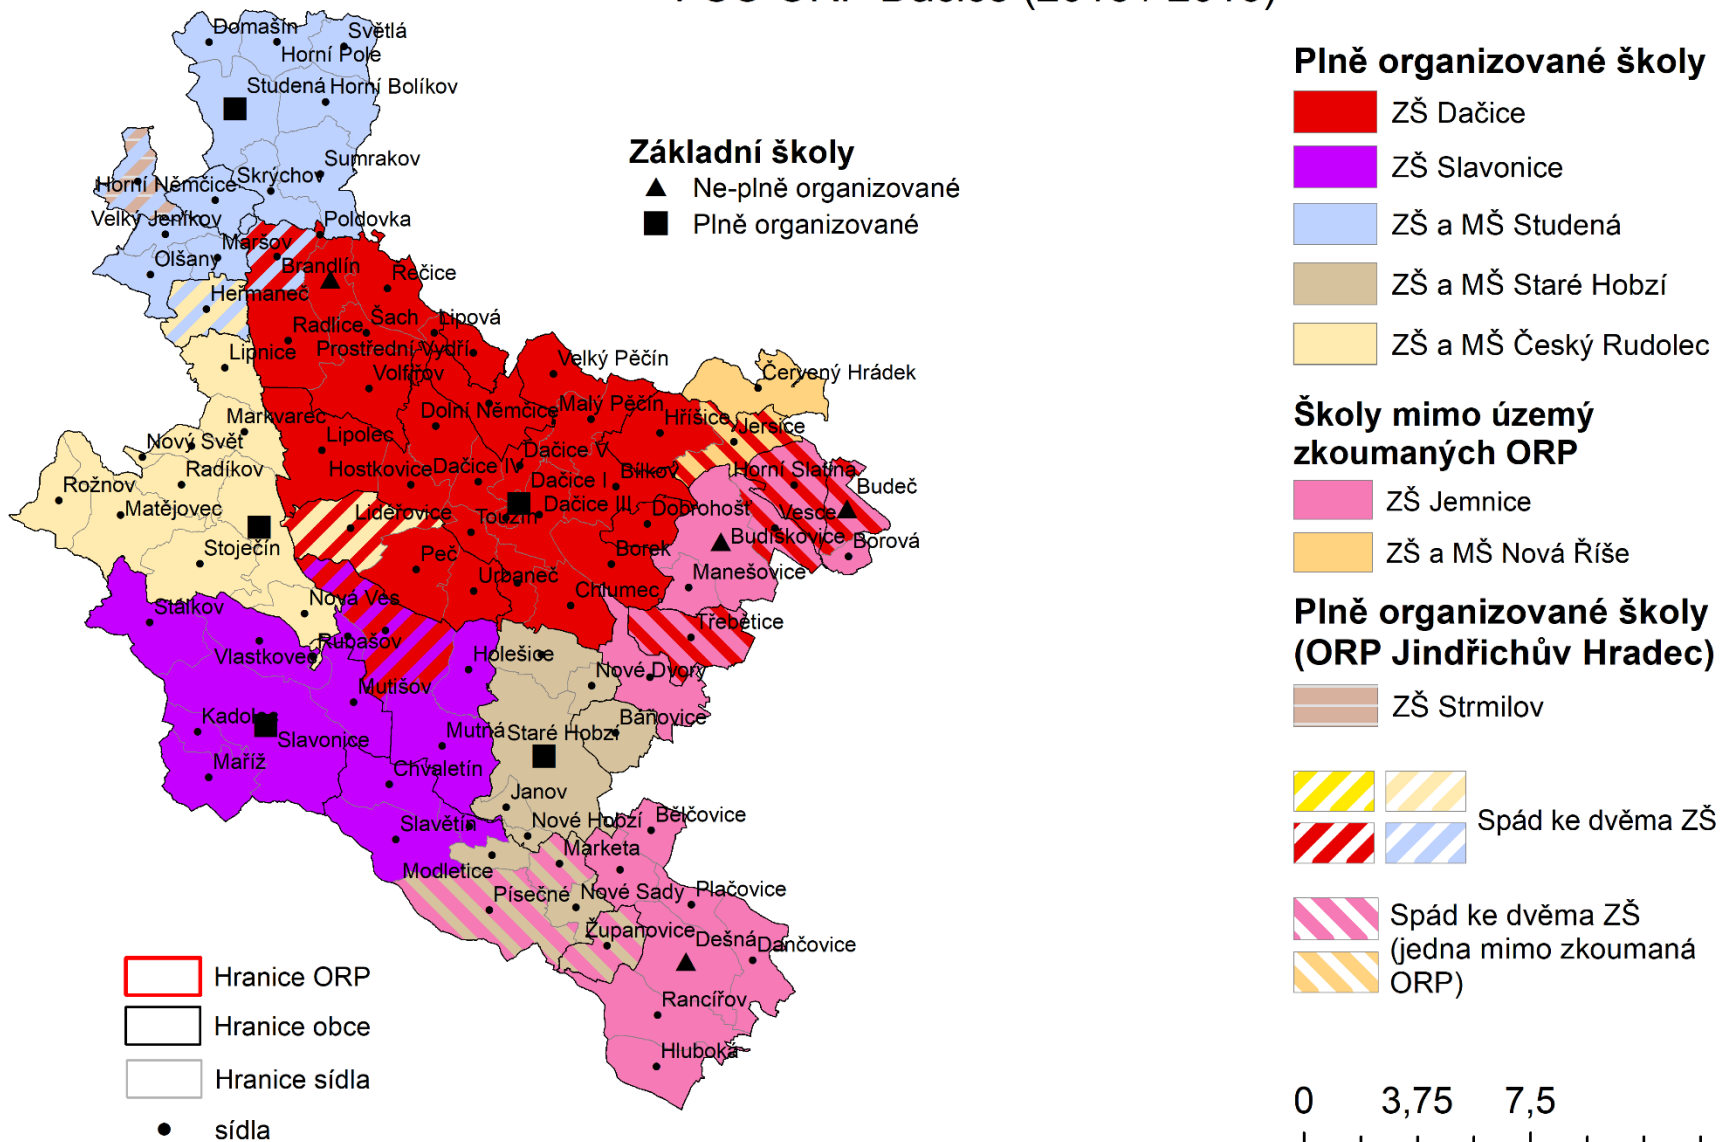 Domašín
Světlá
Horní Pole
Studená
Horní Bolíkov
Sumrakov
Skrýchov
Horní Němčice
Velký Jeníkov
Poldovka
Maršov
Olšany
Brandlín
Řečice
Heřmaneč
Šach
Lipová
Radlice
Prostřední Vydří
Lipnice
Velký Pěčín
Volfířov
Červený Hrádek
Dolní Němčice
Malý Pěčín
Hříšice
Jersice
Markvarec
Lipolec
Nový Svět
Radíkov
Hostkovice
Dačice IV
Dačice V
Bílkov
Horní Slatina
Rožnov
Dačice I
Budeč
Matějovec
Lidéřovice
Toužín
Dačice III
Dobrohošť
Vesce
Stoječín
Peč
Borek
Budíškovice
Borová
Urbaneč
Manešovice
Chlumec
Stálkov
Nová Ves
Třebětice
Rubašov
Vlastkovec
Holešice
Nové Dvory
Mutišov
Kadolec
Báňovice
Slavonice
Mutná
Staré Hobzí
Maříž
Chvaletín
Janov
Slavětín
Nové Hobzí
Bělčovice
Marketa
Modletice
Písečné
Nové Sady
Plačovice
Županovice
Dešná
Dančovice
Rancířov
Hluboká
Základní školy
Ne-plně organizované
Plně organizované
Hranice ORP
Hranice obce
Hranice sídla
sídla
Plně organizované školy
ZŠ Dačice
ZŠ Slavonice
ZŠ a MŠ Studená
ZŠ a MŠ Staré Hobzí
ZŠ a MŠ Český Rudolec
Školy mimo územý
zkoumaných ORP
ZŠ Jemnice
ZŠ a MŠ Nová Říše
Plně organizované školy
(ORP Jindřichův Hradec)
ZŠ Strmilov
Spád ke dvěma ZŠ
Spád ke dvěma ZŠ
(jedna mimo zkoumaná
ORP)
0 3,75 7,5